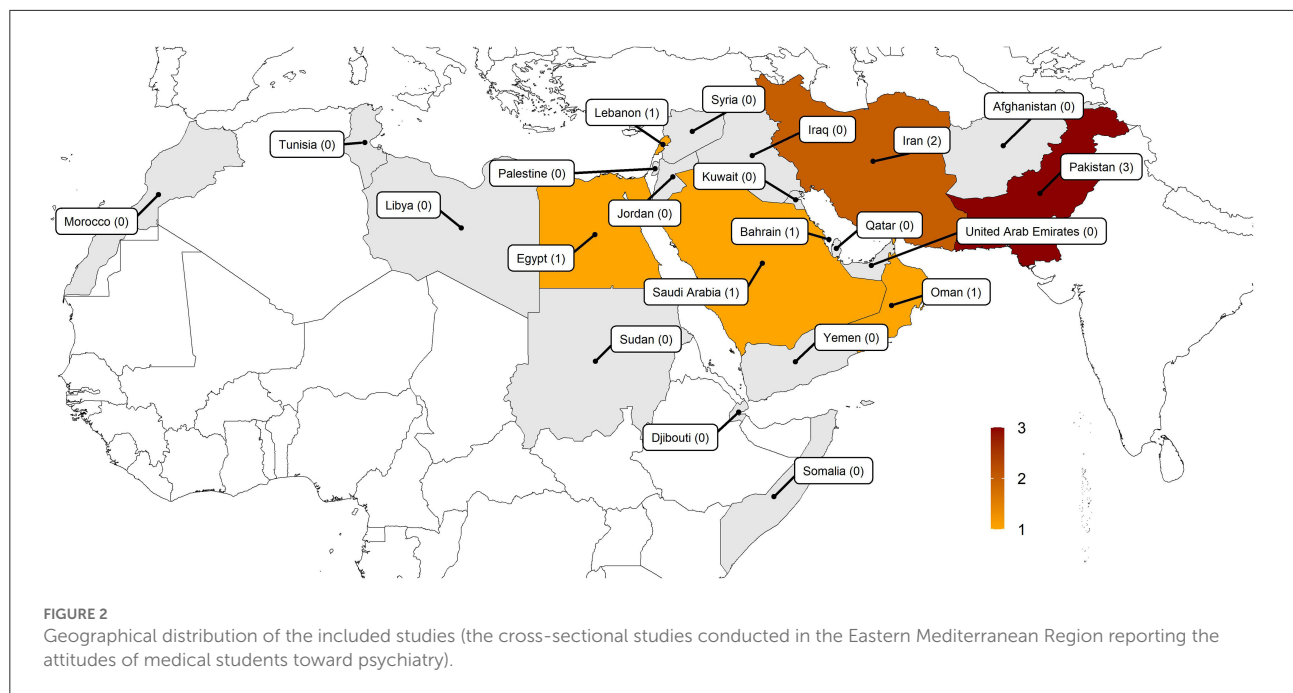 Lebanon (1)
Syria (0)
Afghanistan (0)
Tunisia (0)
Iraq (0)
Iran (2)
Palestine (0)
Kuwait (0)
Pakistan (3)
Morocco (0)
Libya (0)
Jordan (0)
Bahrain (1)
Qatar (0)
United Arab Emirates (0)
Egypt (1)
Saudi Arabia (1)
Oman (1)
Sudan (0)
Yemen (0)
Djibouti (0)
Somalia (0)
3
2
1
FIGURE 2
Geographical distribution of the included studies (the cross-sectional studies conducted in the Eastern Mediterranean Region reporting the
attitudes of medical students toward psychiatry).